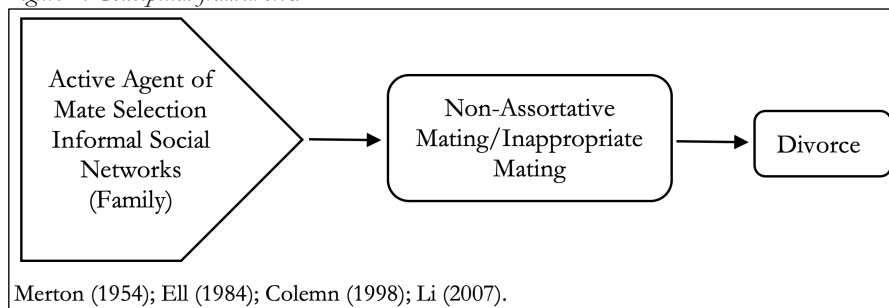 Active Agent of
Mate Selection
Informal Social
Networks
(Family)
Non-Assortative
Mating/Inappropriate
Mating
Divorce
Merton (1954); Ell (1984); Colemn (1998); Li (2007).